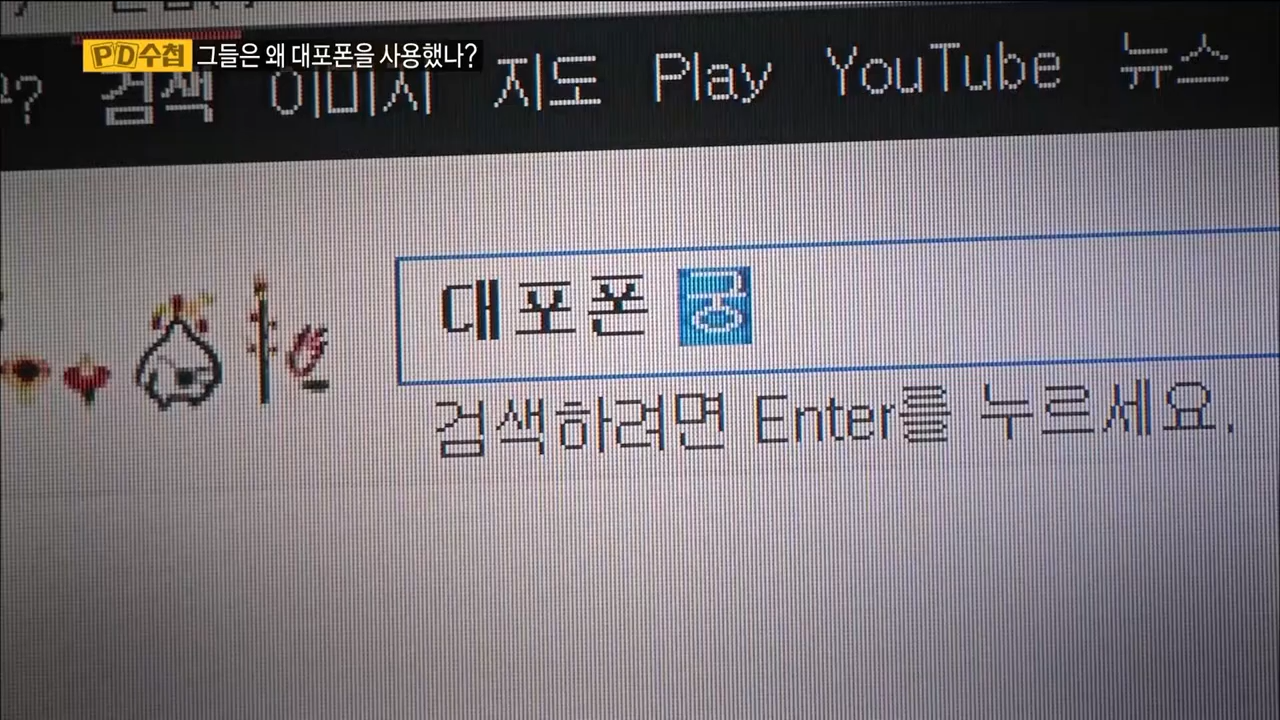 PD수첩 그들은 왜 대포폰을 사용했나?
검색 이미지 지도 Play YouTube 뉴스
대포폰 궁
검색하려면 Enter를 누르세요.